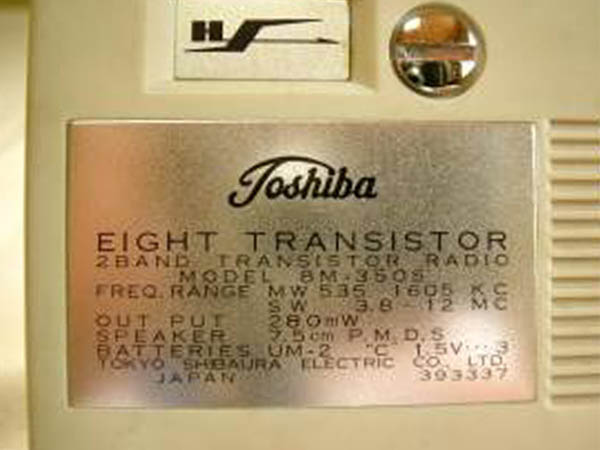 HS
Toshiba
EIGHT TRANSISTOR
2BAND TRANSISTOR RADIO
MODEL 8M-350S
FREQ. RANGE MW 535 1605 KC
SW 3.8-12 MC
OUT PUT 280mW
SPEAKER 7.5cm P.M.D.S.
BATTERIES UM-2 "C" 1.5V...3
TOKYO SHIBAURA ELECTRIC CO. LTD.
JAPAN 393337